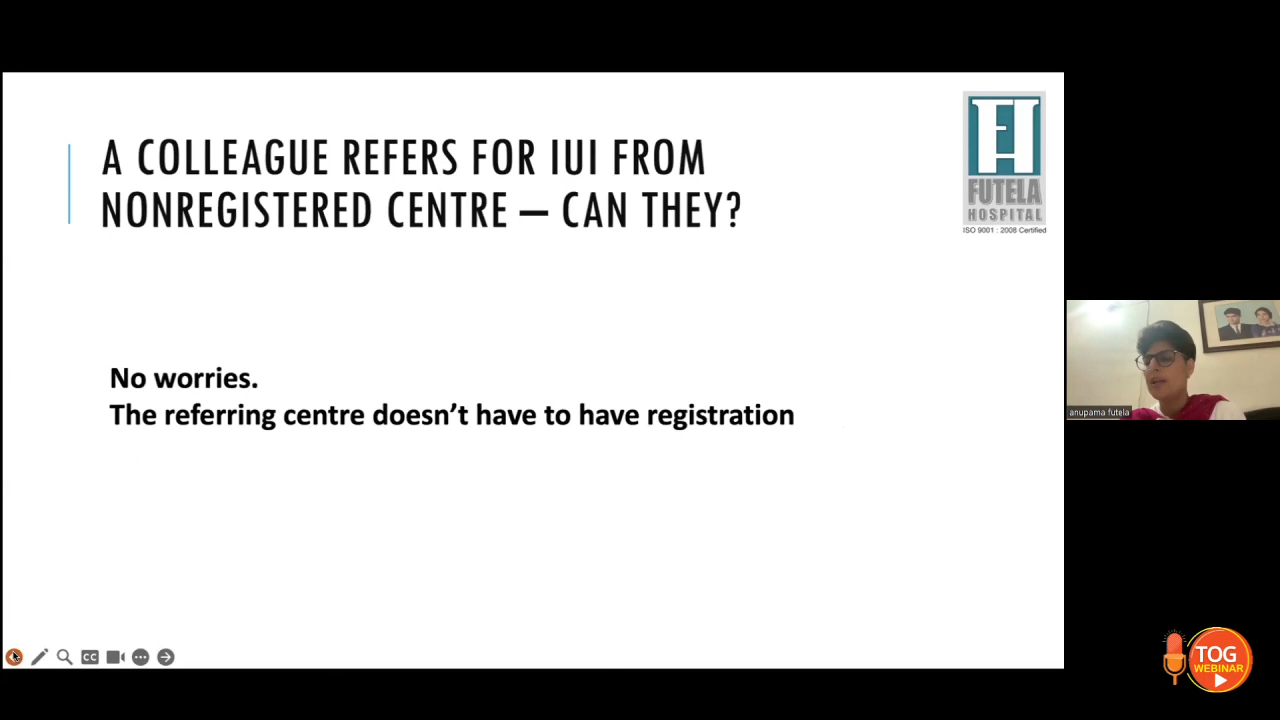 A COLLEAGUE REFERS FOR IUI FROM
NONREGISTERED CENTRE – CAN THEY?
FUTELA
HOSPITAL
ISO 9001 : 2008 Certified
No worries.
The referring centre doesn't have to have registration
anupama futela
CC
TOG
WEBINAR